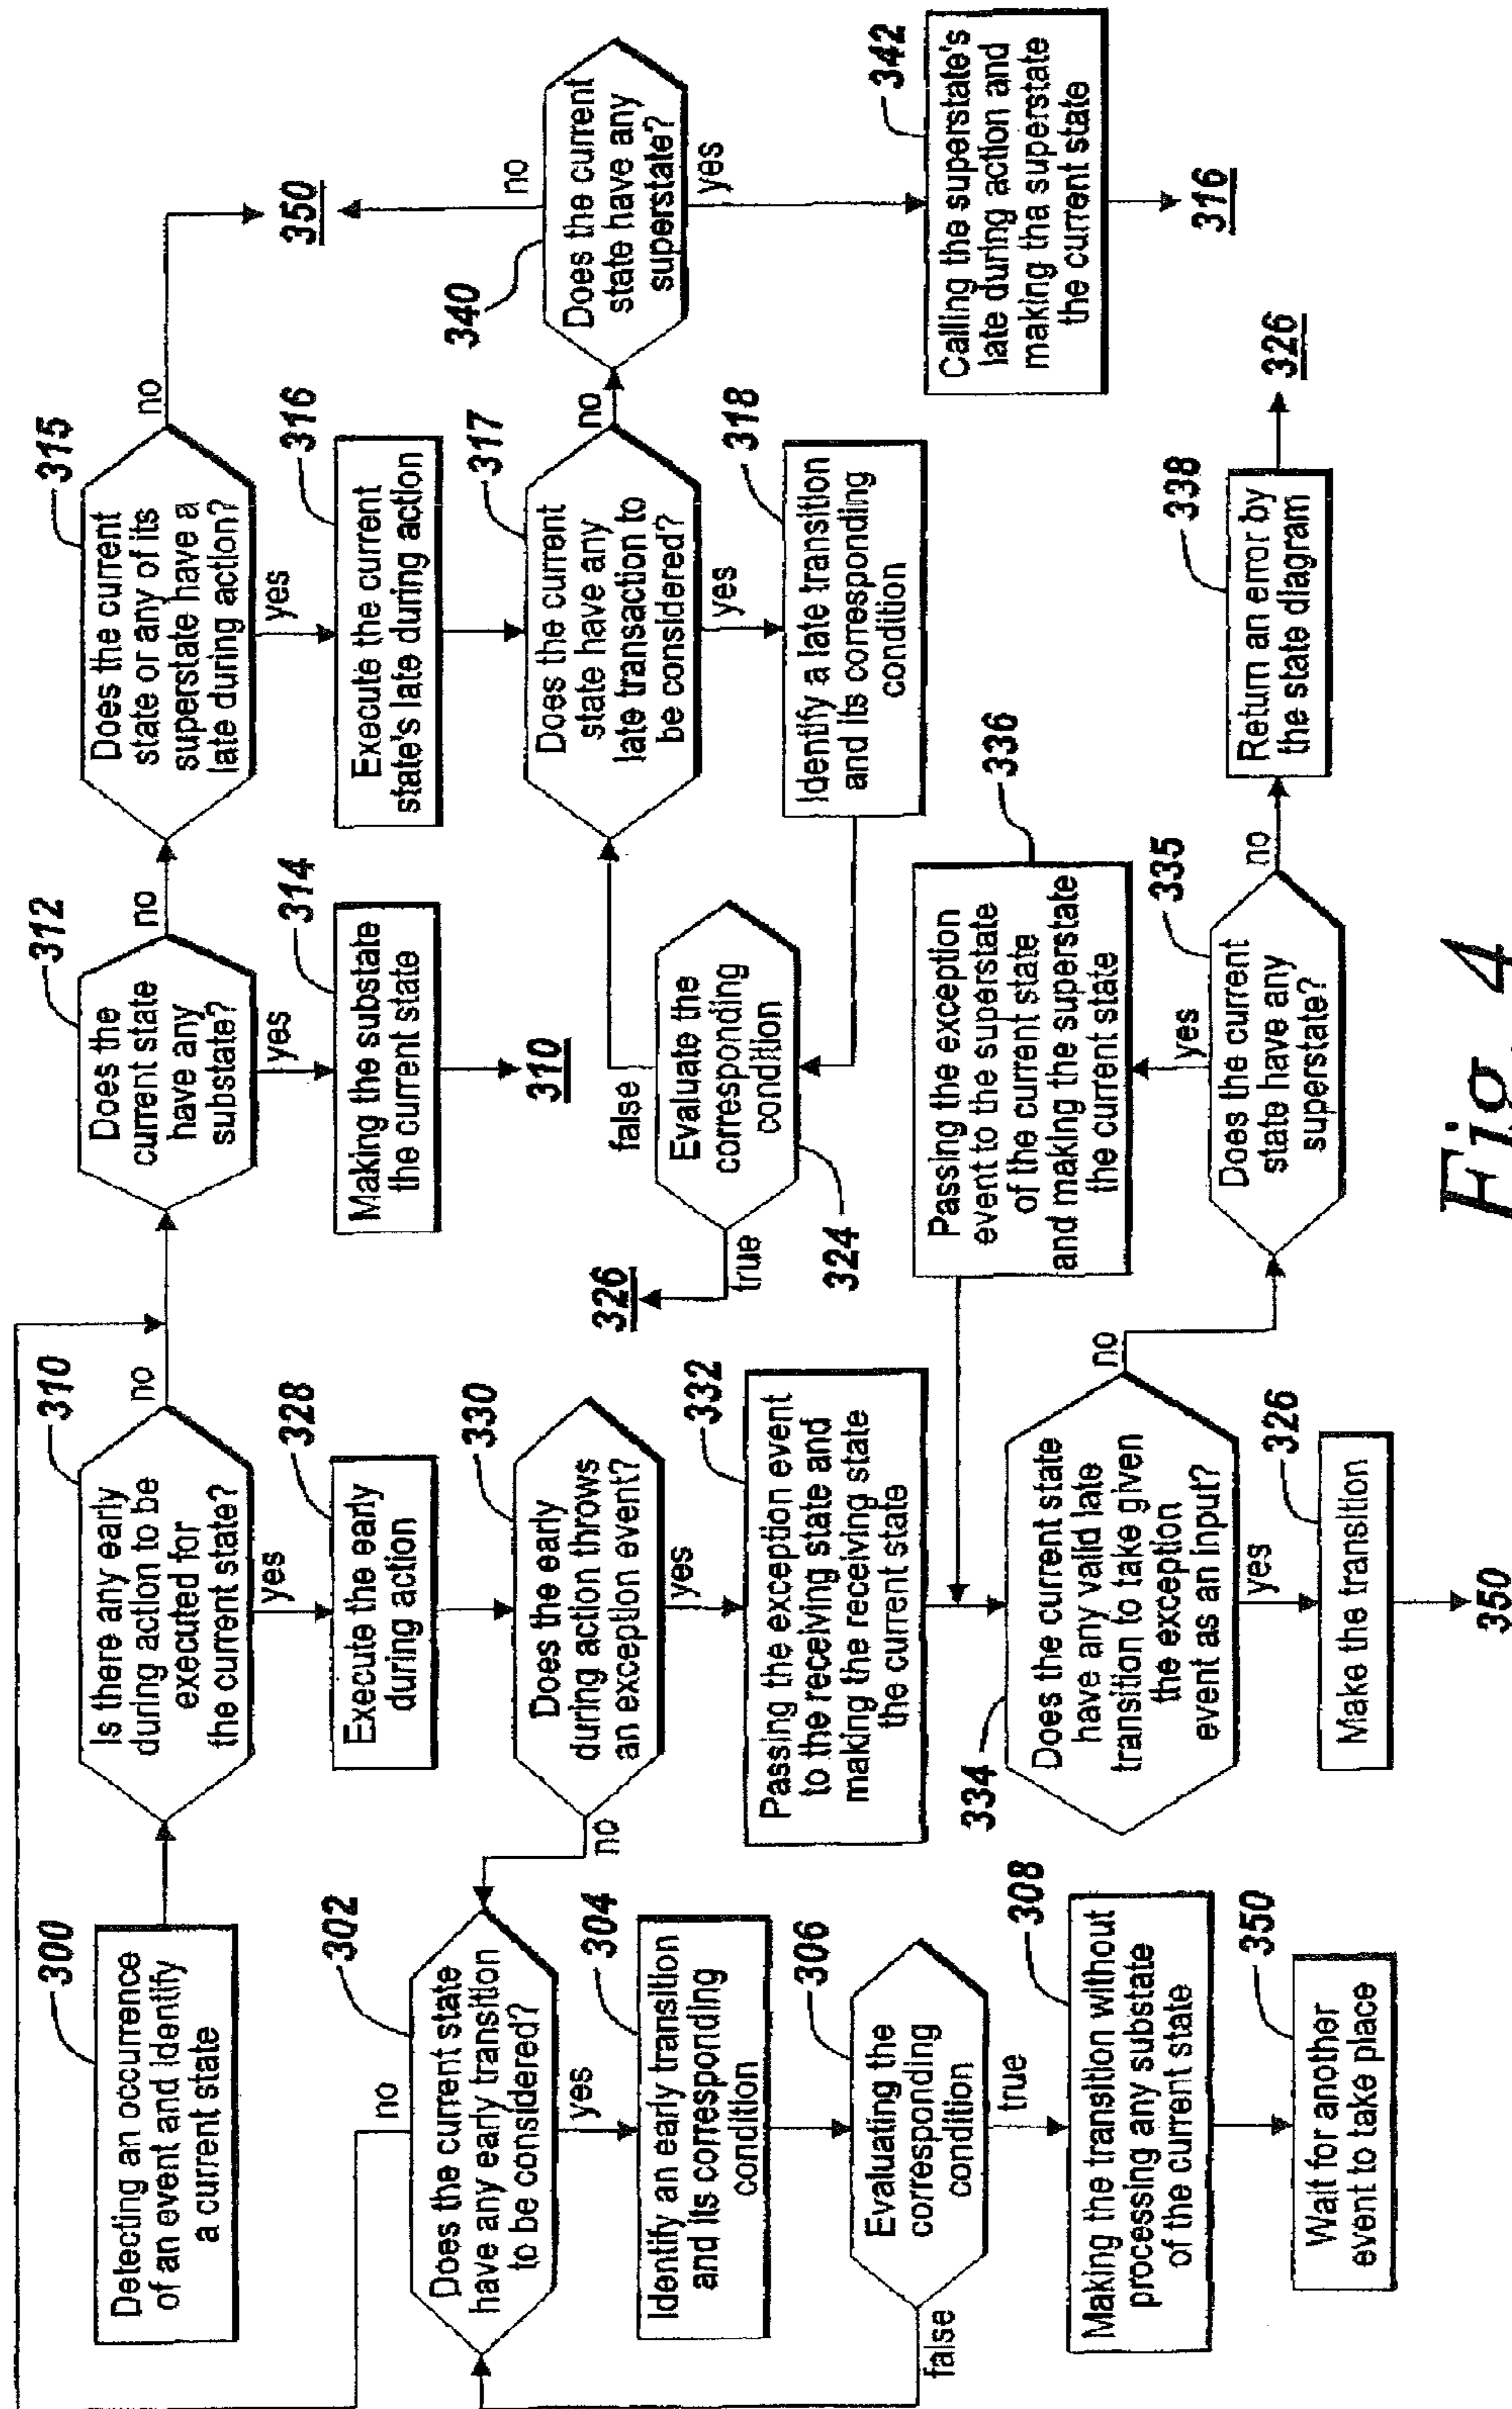 300
Detecting an occurrence
of an event and Identify
a current state
310
Is there any early
during action to be
executed for
the current state?
no
yes
312
Does the
current state
have any
substate?
no
yes
315
Does the current
state or any of its
superstate have a
late during action?
no
yes
350
328
Execute the early
during action
314
Making the substate
the current state
310
316
Execute the current
state's late during action
302
Does the current state
have any early transition
to be considered?
no
yes
330
Does the early
during action throws
an exception event?
no
yes
317
Does the current
state have any
late transaction to
be considered?
no
yes
340
Does the current
state have any
superstate?
no
yes
304
Identify an early transition
and its corresponding
condition
332
Passing the exception event
to the receiving state and
making the receiving state
the current state
326
true
false
Evaluate the
corresponding
condition
324
318
Identify a late transition
and its corresponding
condition
342
Calling the superstate's
late during action and
making tha superstate
the current state
316
306
Evaluating the
corresponding
condition
false
true
334
Does the current state
have any valid late
transition to take given
the exception
event as an input?
no
yes
336
Passing the exception
event to the superstate
of the current state
and making the superstate
the current state
308
Making the transition without
processing any substate
of the current state
335
Does the current
state have any
superstate?
yes
no
338
Return an error by
the state diagram
326
350
Wait for another
event to take place
326
Make the transition
350
Fig. 4